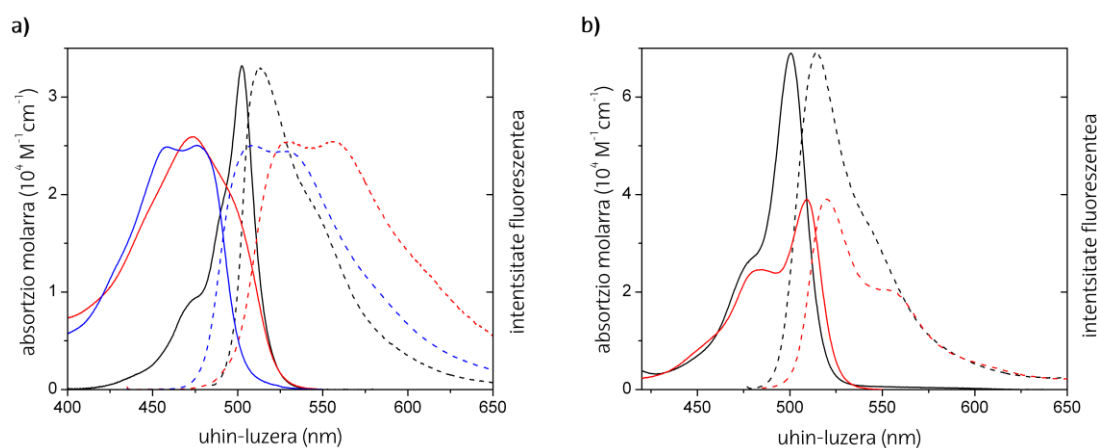 a)
absortzio molarra (10⁴ M⁻¹cm⁻¹)
3
2
1
0
400
450
500
550
600
650
uhin-luzera (nm)
intentsitate fluoreszentea
b)
absortzio molarra (10⁴ M⁻¹cm⁻¹)
6
4
2
0
450
500
550
600
650
uhin-luzera (nm)
intentsitate fluoreszentea